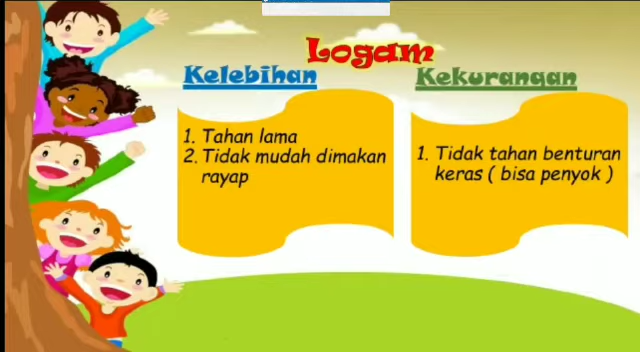 Logam
Kelebihan
Kekurangan
1. Tahan lama
2. Tidak mudah dimakan
rayap
1. Tidak tahan benturan
keras ( bisa penyok )